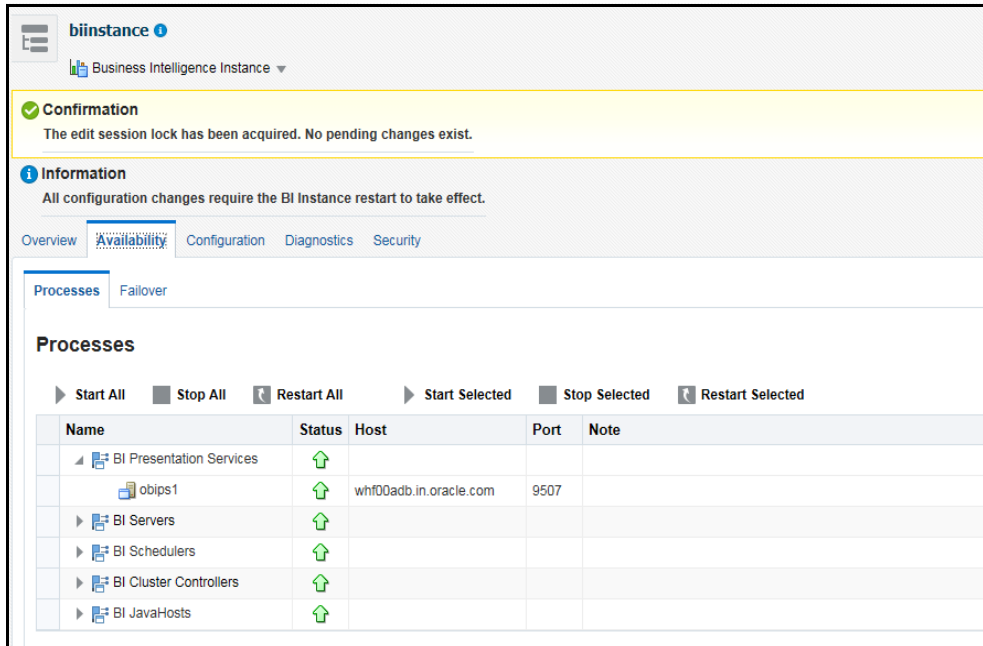 biinstance
Business Intelligence Instance
Confirmation
The edit session lock has been acquired. No pending changes exist.
Information
All configuration changes require the BI Instance restart to take effect.
Overview Availability Configuration Diagnostics Security
Processes Failover
Processes
Start All Stop All Restart All Start Selected Stop Selected Restart Selected
Name Status Host Port Note
BI Presentation Services
obips1 whf00adb.in.oracle.com 9507
BI Servers
BI Schedulers
BI Cluster Controllers
BI JavaHosts